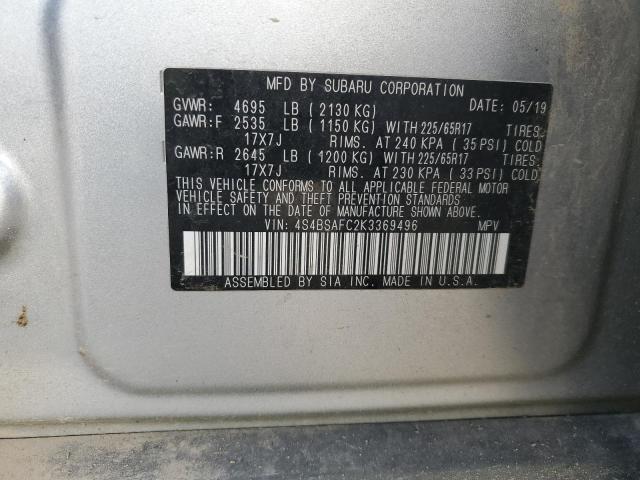 MFD BY SUBARU CORPORATION
GVWR: 4695 LB ( 2130 KG) DATE: 05/19
GAWR:F 2535 LB ( 1150 KG) WITH 225/65R17 TIRES.
17X7J RIMS. AT 240 KPA ( 35 PSI) COLD
GAWR:R 2645 LB ( 1200 KG) WITH 225/65R17 TIRES.
17X7J RIMS. AT 230 KPA ( 33 PSI) COLD
THIS VEHICLE CONFORMS TO ALL APPLICABLE FEDERAL MOTOR
VEHICLE SAFETY AND THEFT PREVENTION STANDARDS
IN EFFECT ON DATE OF MANUFACTURE SHOWN ABOVE.
VIN: 4S4BSAFC2K3369496 MPV
ASSEMBLED BY SIA INC. MADE IN U.S.A.